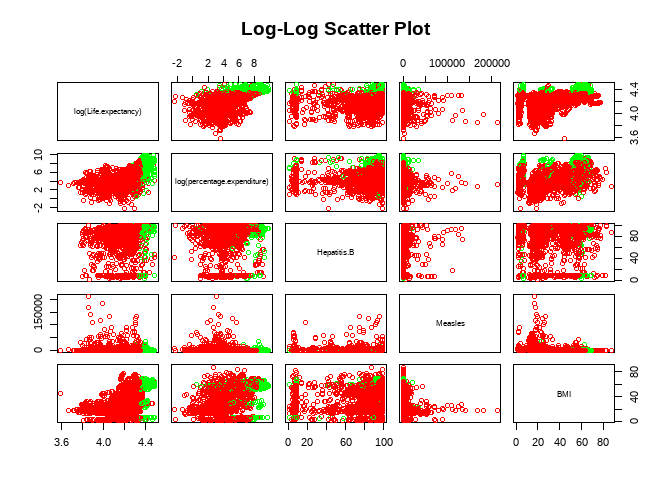 Log-Log Scatter Plot
-2 2 4 6 8 0 100000 200000
log(Life.expectancy)
3.6 4.0 4.4
-2 2 4 6 8 10
log(percentage.expenditure)
Hepatitis.B
0 40 80
0 150000
Measles
BMI
0 40 80
3.6 4.0 4.4 0 20 60 100 0 20 40 60 80